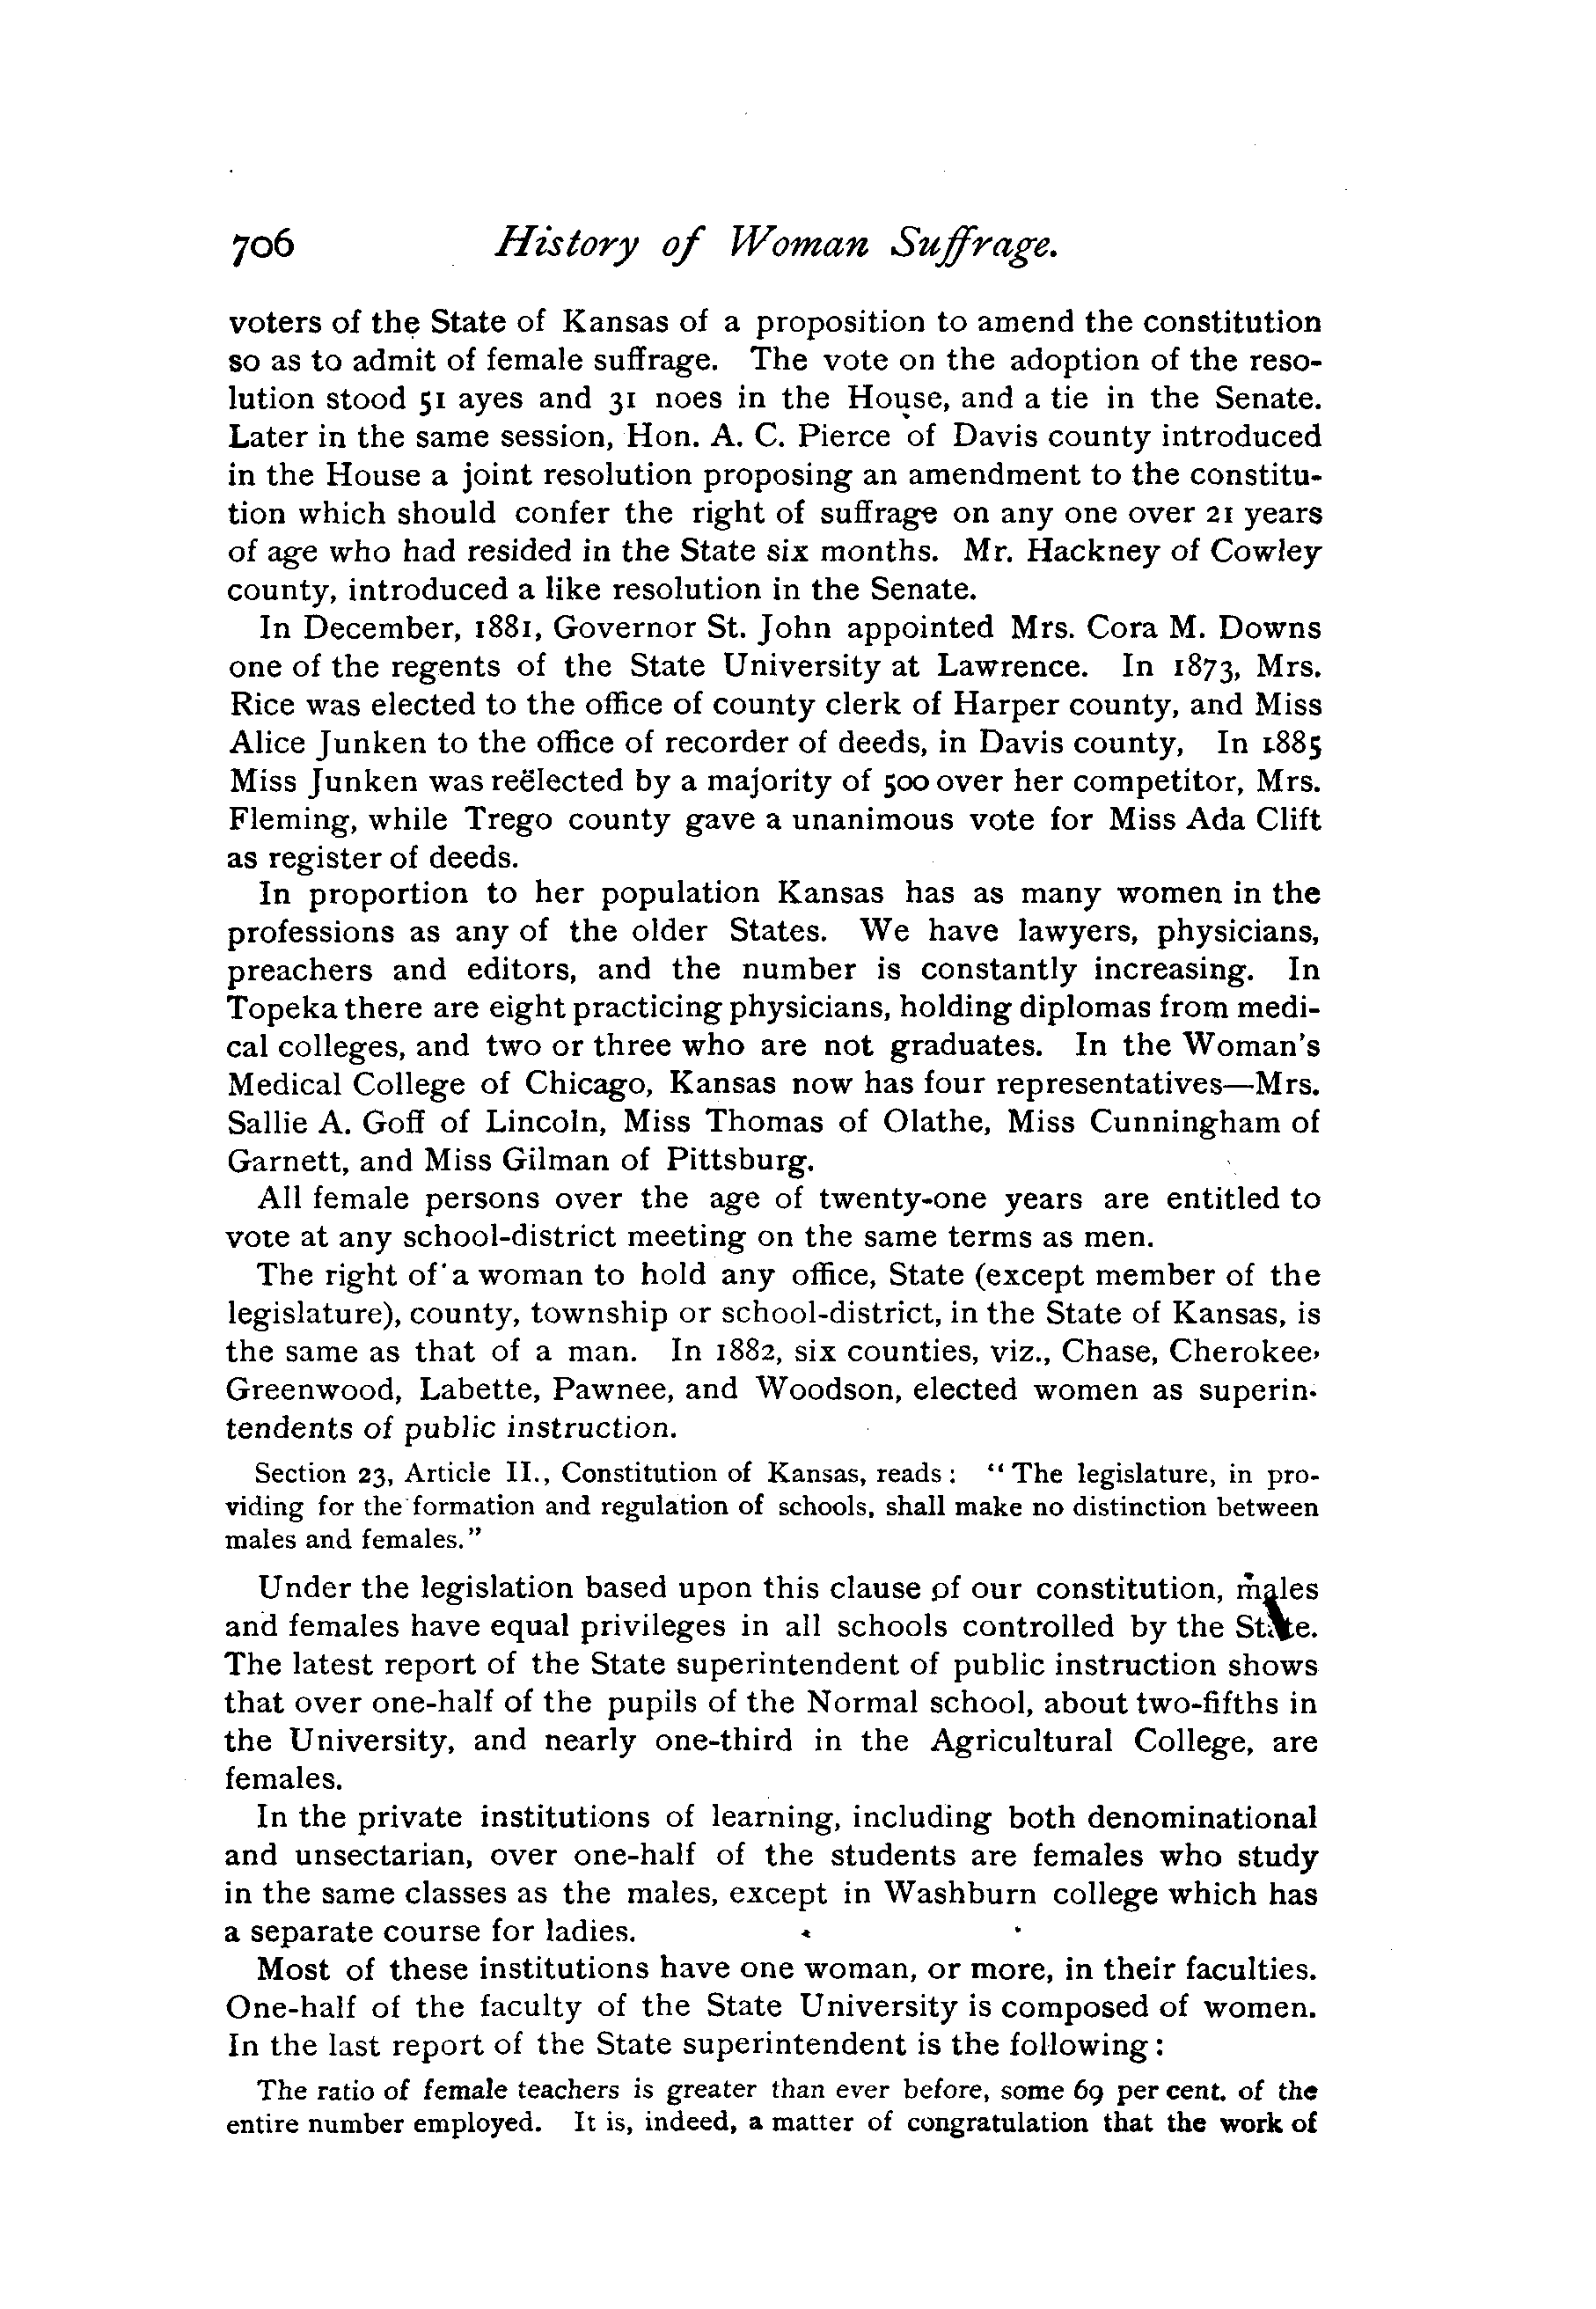 706 History of Woman Suffrage.
voters of the State of Kansas of a proposition to amend the constitution
so as to admit of female suffrage. The vote on the adoption of the reso-
lution stood 51 ayes and 31 noes in the House, and a tie in the Senate.
Later in the same session, Hon. A. C. Pierce of Davis county introduced
in the House a joint resolution proposing an amendment to the constitu-
tion which should confer the right of suffrage on any one over 21 years
of age who had resided in the State six months. Mr. Hackney of Cowley
county, introduced a like resolution in the Senate.
In December, 1881, Governor St. John appointed Mrs. Cora M. Downs
one of the regents of the State University at Lawrence. In 1873, Mrs.
Rice was elected to the office of county clerk of Harper county, and Miss
Alice Junken to the office of recorder of deeds, in Davis county, In 1885
Miss Junken was reëlected by a majority of 500 over her competitor, Mrs.
Fleming, while Trego county gave a unanimous vote for Miss Ada Clift
as register of deeds.
In proportion to her population Kansas has as many women in the
professions as any of the older States. We have lawyers, physicians,
preachers and editors, and the number is constantly increasing. In
Topeka there are eight practicing physicians, holding diplomas from medi-
cal colleges, and two or three who are not graduates. In the Woman's
Medical College of Chicago, Kansas now has four representatives—Mrs.
Sallie A. Goff of Lincoln, Miss Thomas of Olathe, Miss Cunningham of
Garnett, and Miss Gilman of Pittsburg.
All female persons over the age of twenty-one years are entitled to
vote at any school-district meeting on the same terms as men.
The right of a woman to hold any office, State (except member of the
legislature), county, township or school-district, in the State of Kansas, is
the same as that of a man. In 1882, six counties, viz., Chase, Cherokee,
Greenwood, Labette, Pawnee, and Woodson, elected women as superin-
tendents of public instruction.
Section 23, Article II., Constitution of Kansas, reads: "The legislature, in pro-
viding for the formation and regulation of schools, shall make no distinction between
males and females."
Under the legislation based upon this clause of our constitution, males
and females have equal privileges in all schools controlled by the State.
The latest report of the State superintendent of public instruction shows
that over one-half of the pupils of the Normal school, about two-fifths in
the University, and nearly one-third in the Agricultural College, are
females.
In the private institutions of learning, including both denominational
and unsectarian, over one-half of the students are females who study
in the same classes as the males, except in Washburn college which has
a separate course for ladies.
Most of these institutions have one woman, or more, in their faculties.
One-half of the faculty of the State University is composed of women.
In the last report of the State superintendent is the following:
The ratio of female teachers is greater than ever before, some 69 per cent. of the
entire number employed. It is, indeed, a matter of congratulation that the work of